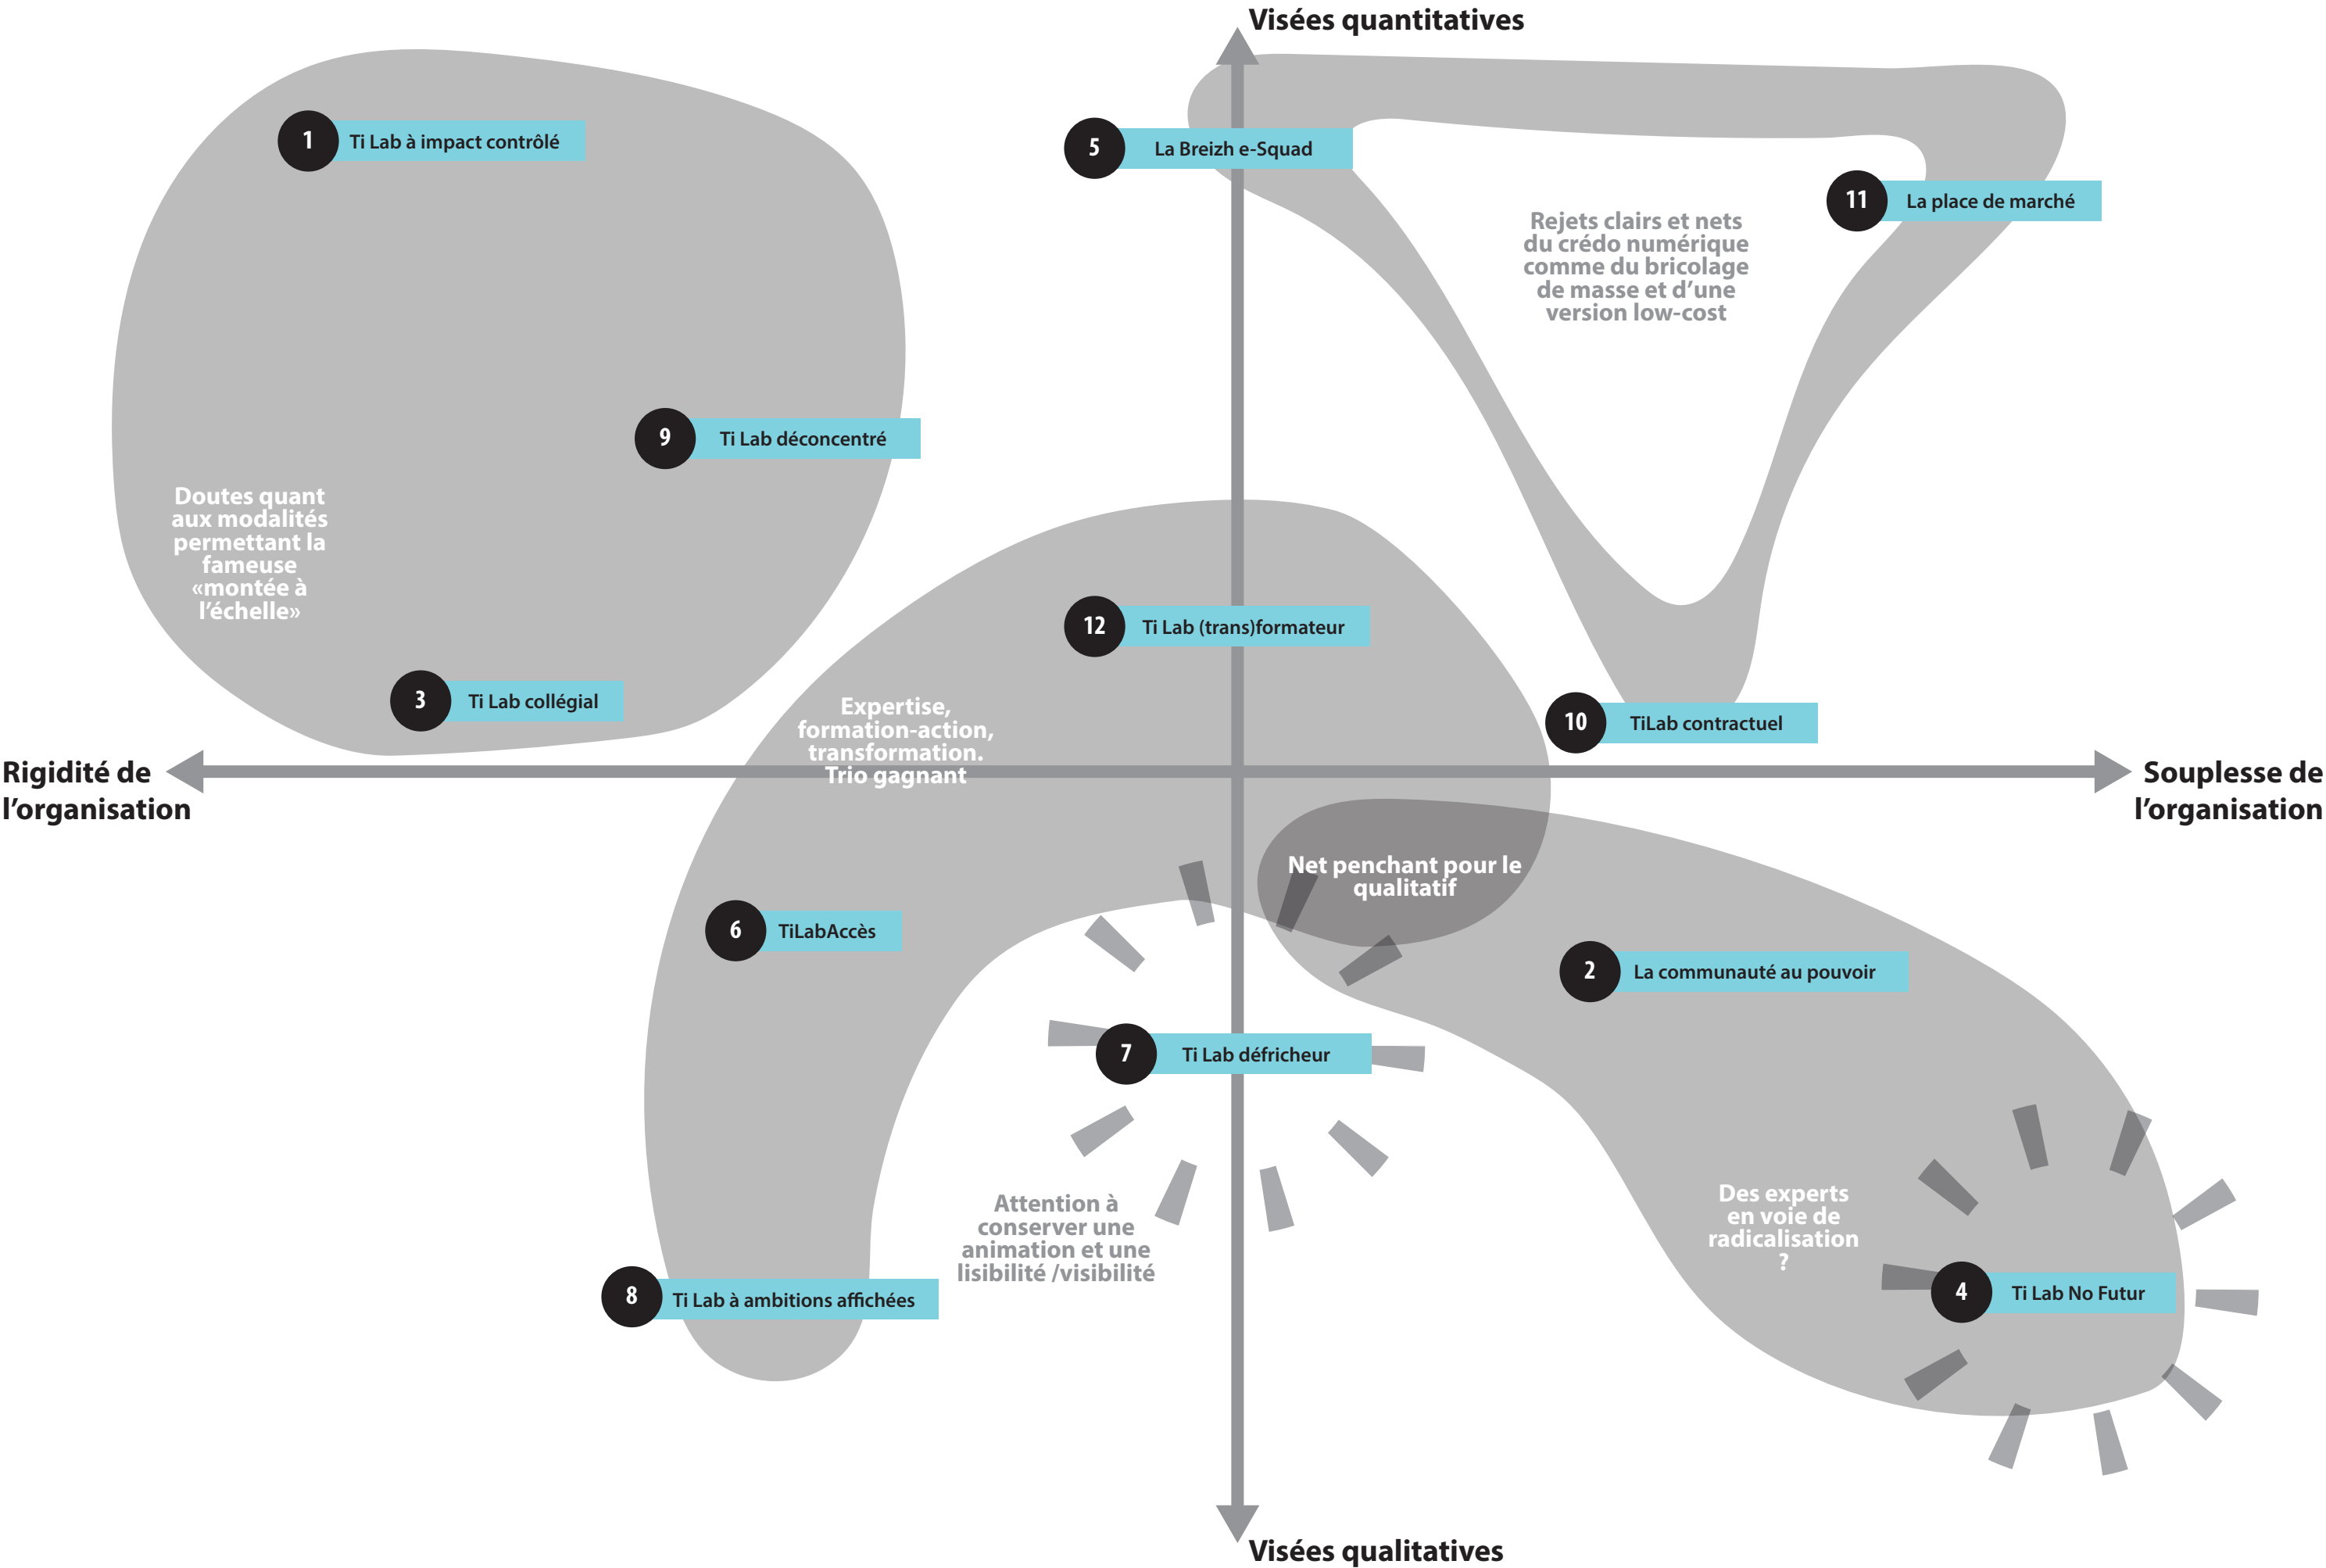 Visées quantitatives
1 Ti Lab à impact contrôlé
5 La Breizh e-Squad
11 La place de marché
Rejets clairs et nets
du crédo numérique
comme du bricolage
de masse et d’une
version low-cost
9 Ti Lab déconcentré
Doutes quant
aux modalités
permettant la
fameuse
«montée à
l’échelle»
12 Ti Lab (trans)formateur
3 Ti Lab collégial
Expertise,
formation-action,
transformation.
Trio gagnant
10 TiLab contractuel
Rigidité de
l’organisation
Souplesse de
l’organisation
Net penchant pour le
qualitatif
6 TiLabAccès
2 La communauté au pouvoir
7 Ti Lab défricheur
Attention à
conserver une
animation et une
lisibilité /visibilité
Des experts
en voie de
radicalisation
?
8 Ti Lab à ambitions affichées
4 Ti Lab No Futur
Visées qualitatives